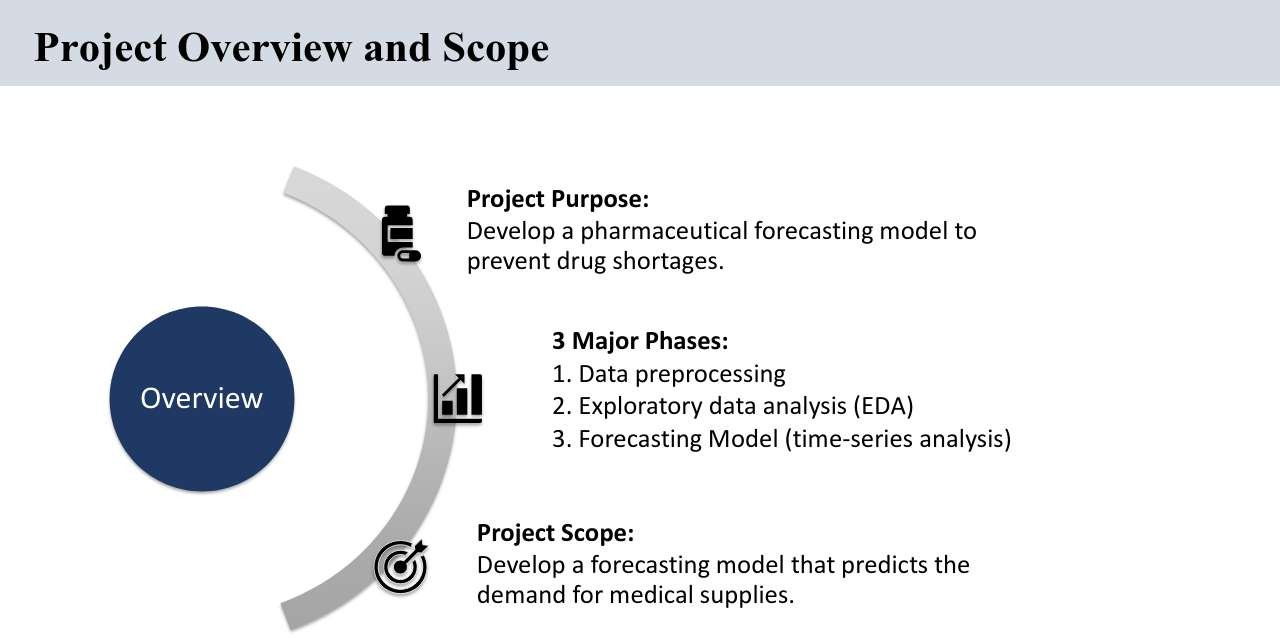 Project Overview and Scope
Project Purpose:
Develop a pharmaceutical forecasting model to
prevent drug shortages.
Overview
3 Major Phases:
1. Data preprocessing
2. Exploratory data analysis (EDA)
3. Forecasting Model (time-series analysis)
Project Scope:
Develop a forecasting model that predicts the
demand for medical supplies.